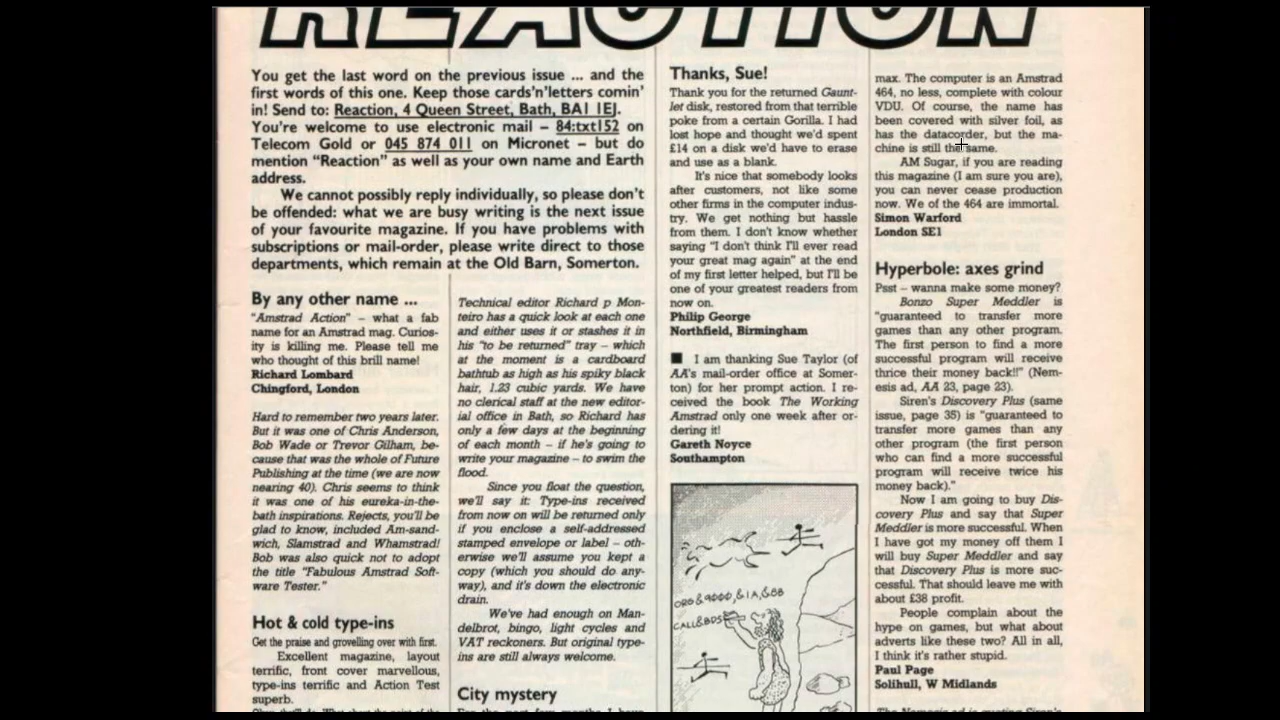 REACTION
You get the last word on the previous issue ... and the
first words of this one. Keep those cards'n'letters comin'
in! Send to: Reaction, 4 Queen Street, Bath, BA1 1EJ.
You're welcome to use electronic mail – 84:txt152 on
Telecom Gold or 045 874 011 on Micronet – but do
mention “Reaction” as well as your own name and Earth
address.
We cannot possibly reply individually, so please don't
be offended: what we are busy writing is the next issue
of your favourite magazine. If you have problems with
subscriptions or mail-order, please write direct to those
departments, which remain at the Old Barn, Somerton.
By any other name ...
“Amstrad Action” – what a fab
name for an Amstrad mag. Curios-
ity is killing me. Please tell me
who thought of this brill name!
Richard Lombard
Chingford, London
Hard to remember two years later.
But it was one of Chris Anderson,
Bob Wade or Trevor Gilham, be-
cause that was the whole of Future
Publishing at the time (we are now
nearing 40). Chris seems to think
it was one of his eureka-in-the-
bath inspirations. Rejects, you'll be
glad to know, included Am-sand-
wich, Slamstrad and Whamstrad!
Bob was also quick not to adopt
the title “Fabulous Amstrad Soft-
ware Tester.”
Hot & cold type-ins
Get the praise and grovelling over with first.
Excellent magazine, layout
terrific, front cover marvellous,
type-ins terrific and Action Test
superb.
Technical editor Richard p Mon-
teiro has a quick look at each one
and either uses it or stashes it in
his “to be returned” tray – which
at the moment is a cardboard
bathtub as high as his spiky black
hair, 1.23 cubic yards. We have
no clerical staff at the new editor-
ial office in Bath, so Richard has
only a few days at the beginning
of each month – if he's going to
write your magazine – to swim the
flood.
Since you float the question,
we'll say it: Type-ins received
from now on will be returned only
if you enclose a self-addressed
stamped envelope or label – oth-
erwise we'll assume you kept a
copy (which you should do any-
way), and it's down the electronic
drain.
We've had enough on Man-
delbrot, bingo, light cycles and
VAT reckoners. But original type-
ins are still always welcome.
City mystery
For the past few months I have
Thanks, Sue!
Thank you for the returned Gaunt-
let disk, restored from that terrible
poke from a certain Gorilla. I had
lost hope and thought we'd spent
£14 on a disk we'd have to erase
and use as a blank.
It's nice that somebody looks
after customers, not like some
other firms in the computer indus-
try. We get nothing but hassle
from them. I don't know whether
saying “I don't think I'll ever read
your great mag again” at the end
of my first letter helped, but I'll be
one of your greatest readers from
now on.
Philip George
Northfield, Birmingham
■ I am thanking Sue Taylor (of
AA's mail-order office at Somer-
ton) for her prompt action. I re-
ceived the book The Working
Amstrad only one week after or-
dering it!
Gareth Noyce
Southampton
CALL&BDS
max. The computer is an Amstrad
464, no less, complete with colour
VDU. Of course, the name has
been covered with silver foil, as
has the datacorder, but the ma-
chine is still the same.
AM Sugar, if you are reading
this magazine (I am sure you are),
you can never cease production
now. We of the 464 are immortal.
Simon Warford
London SE1
Hyperbole: axes grind
Psst – wanna make some money?
Bonzo Super Meddler is
“guaranteed to transfer more
games than any other program.
The first person to find a more
successful program will receive
thrice their money back!!” (Nem-
esis ad, AA 23, page 23).
Siren's Discovery Plus (same
issue, page 35) is “guaranteed to
transfer more games than any
other program (the first person
who can find a more successful
program will receive twice his
money back).”
Now I am going to buy Dis-
covery Plus and say that Super
Meddler is more successful. When
I have got my money off them I
will buy Super Meddler and say
that Discovery Plus is more suc-
cessful. That should leave me with
about £38 profit.
People complain about the
hype on games, but what about
adverts like these two? All in all,
I think it's rather stupid.
Paul Page
Solihull, W Midlands
The Nemesis ad is quoting Siren's